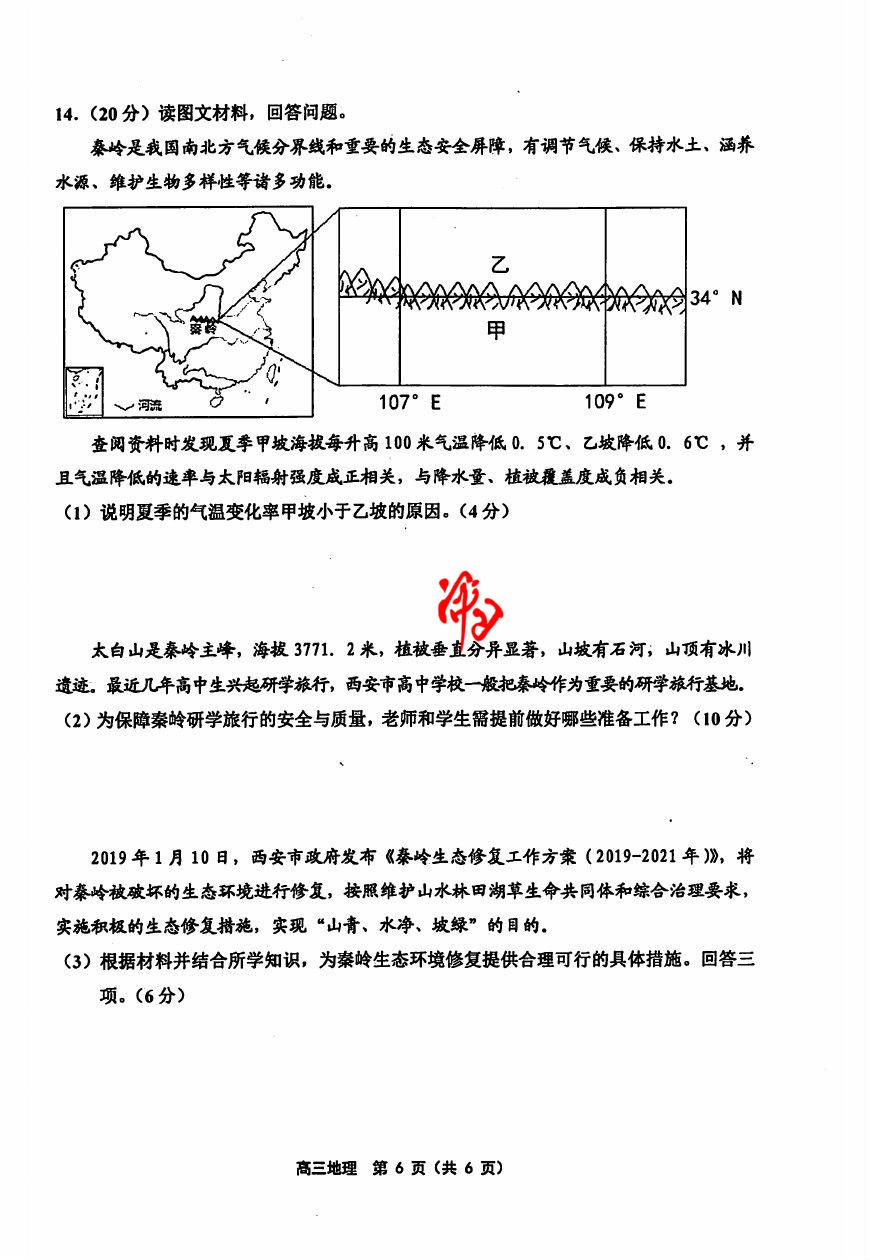 14.（20分）读图文材料，回答问题。
秦岭是我国南北方气候分界线和重要的生态安全屏障，有调节气候、保持水土、涵养
水源、维护生物多样性等诸多功能。
秦岭
河流
乙
甲
34° N
107° E
109° E
查阅资料时发现夏季甲坡海拔每升高100米气温降低0. 5℃、乙坡降低0. 6℃ ，并
且气温降低的速率与太阳辐射强度成正相关，与降水量、植被覆盖度成负相关。
（1）说明夏季的气温变化率甲坡小于乙坡的原因。（4分）
太白山是秦岭主峰，海拔3771. 2米，植被垂直分异显著，山坡有石河，山顶有冰川
遗迹。最近几年高中生兴起研学旅行，西安市高中学校一般把秦岭作为重要的研学旅行基地。
（2）为保障秦岭研学旅行的安全与质量，老师和学生需提前做好哪些准备工作？（10分）
2019年1月10日，西安市政府发布《秦岭生态修复工作方案（2019-2021年）》，将
对秦岭被破坏的生态环境进行修复，按照维护山水林田湖草生命共同体和综合治理要求，
实施积极的生态修复措施，实现“山青、水净、坡绿”的目的。
（3）根据材料并结合所学知识，为秦岭生态环境修复提供合理可行的具体措施。回答三
项。（6分）
高三地理 第 6 页（共 6 页）